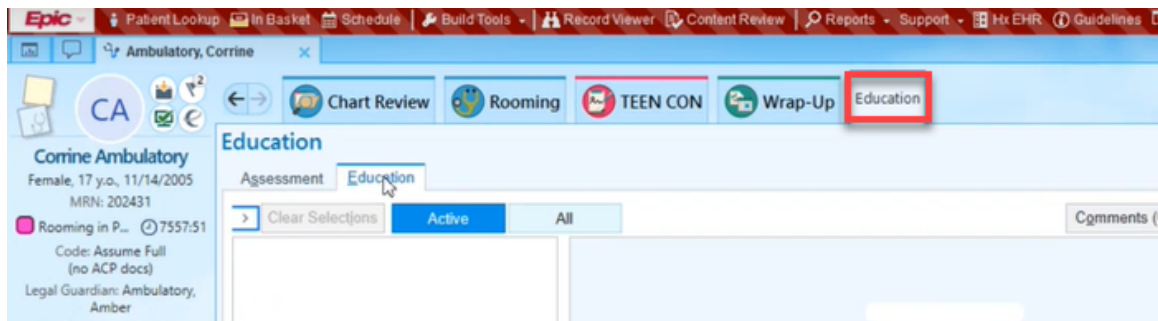 Epic Patient Lookup In Basket Schedule Build Tools Record Viewer Content Review Reports Support Hx EHR Guidelines
Ambulatory, Corrine ×
CA 2 Chart Review Rooming TEEN CON Wrap-Up Education
Education
Corrine Ambulatory
Female, 17 y.o., 11/14/2005
MRN: 202431
Rooming in P... 7557:51
Code: Assume Full
(no ACP docs)
Legal Guardian: Ambulatory,
Amber
Assessment Education
> Clear Selections Active All Comments (